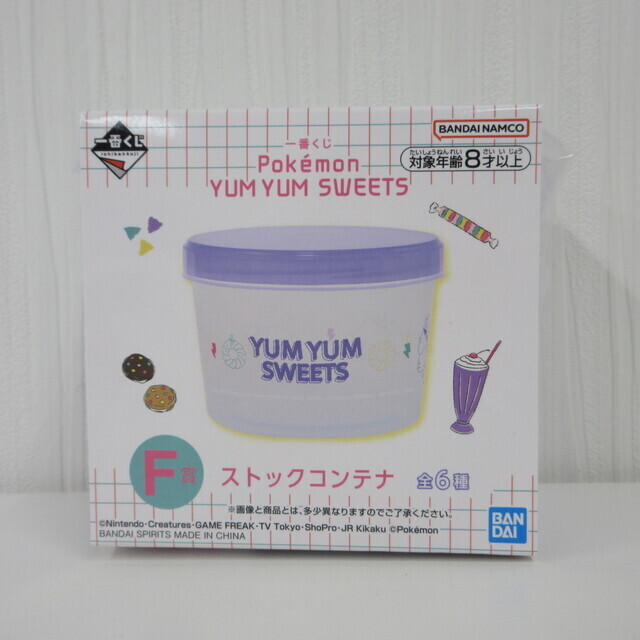 一番くじ
ichibankuji
BANDAI NAMCO
たいしょうねんれい さい いじょう
対象年齢8才以上
一番くじ
Pokémon
YUM YUM SWEETS
YUM YUM
SWEETS
F賞
ストックコンテナ
全6種
※画像と商品とは、多少異なりますのでご了承ください。
©Nintendo・Creatures・GAME FREAK・TV Tokyo・ShoPro・JR Kikaku ©Pokémon
BANDAI SPIRITS MADE IN CHINA
BAN
DAI